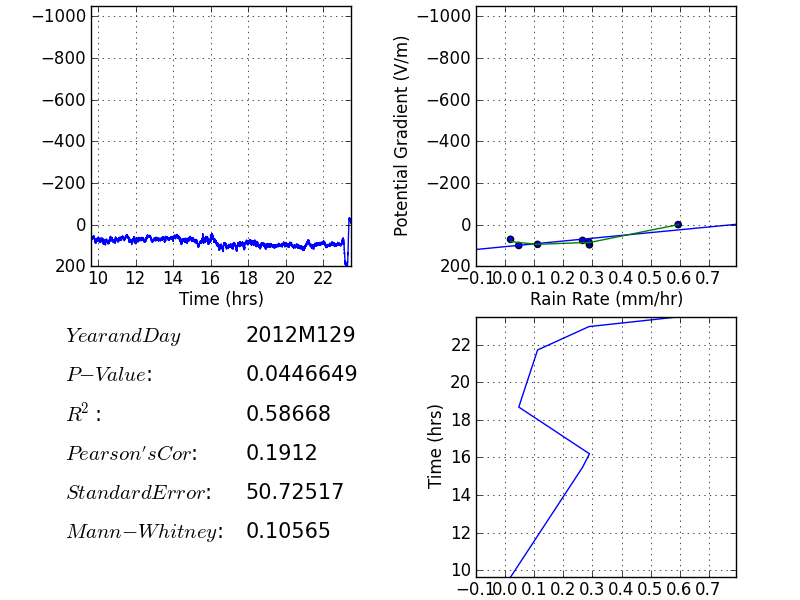 −1000
−800
−600
−400
−200
0
200
10 12 14 16 18 20 22
Time (hrs)
Potential Gradient (V/m)
−1000
−800
−600
−400
−200
0
200
−0.1 0.0 0.1 0.2 0.3 0.4 0.5 0.6 0.7
Rain Rate (mm/hr)
YearandDay 2012M129
P−Value: 0.0446649
R²: 0.58668
Pearson'sCor: 0.1912
StandardError: 50.72517
Mann−Whitney: 0.10565
Time (hrs)
22
20
18
16
14
12
10
−0.1 0.0 0.1 0.2 0.3 0.4 0.5 0.6 0.7